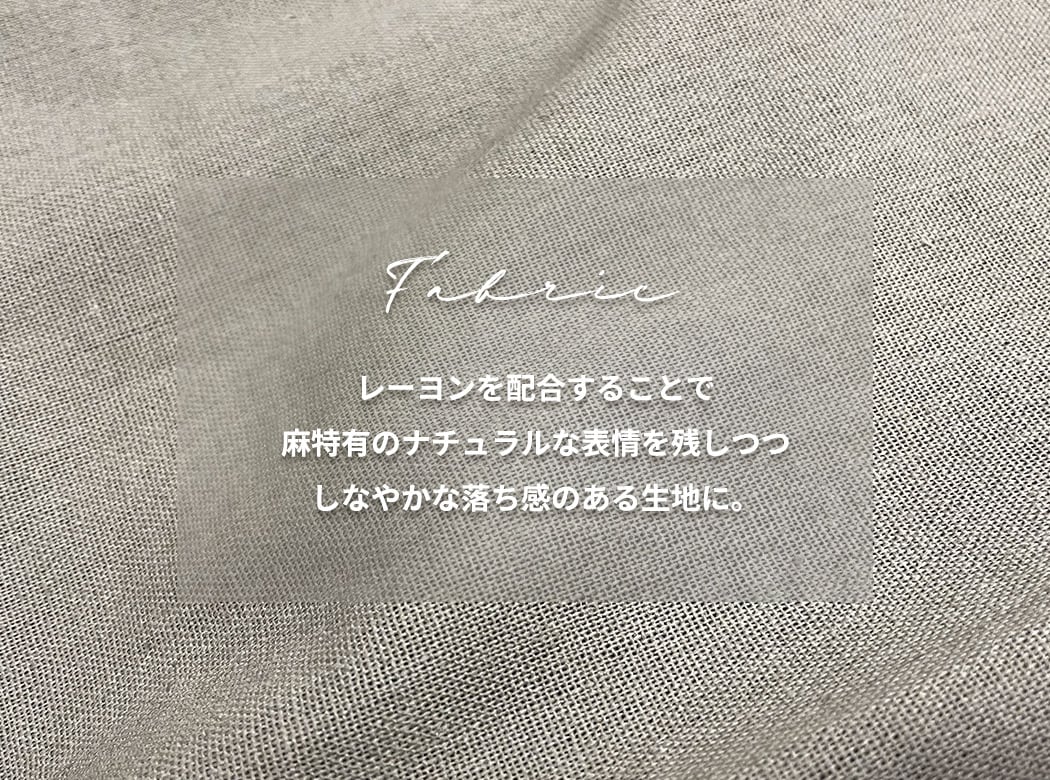 Fabric
レーヨンを配合することで
麻特有のナチュラルな表情を残しつつ
しなやかな落ち感のある生地に。